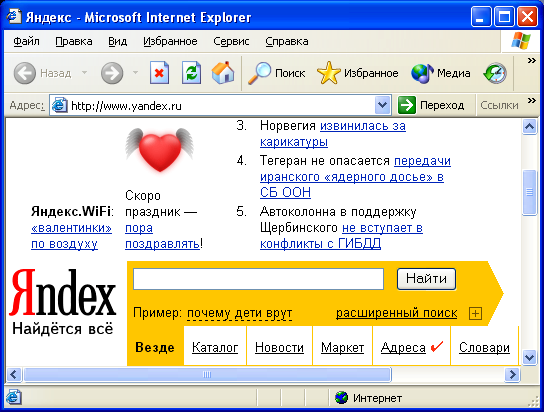 Яндекс - Microsoft Internet Explorer
Файл Правка Вид Избранное Сервис Справка
Назад Поиск Избранное Медиа
Адрес: http://www.yandex.ru Переход Ссылки
Яндекс.WiFi:
«валентинки»
по воздуху
Скоро
праздник —
пора
поздравлять!
3. Норвегия извинилась за
карикатуры
4. Тегеран не опасается передачи
иранского «ядерного досье» в
СБ ООН
5. Автоколонна в поддержку
Щербинского не вступает в
конфликты с ГИБДД
Яndex
Найдётся всё
Найти
Пример: почему дети врут расширенный поиск
Везде Каталог Новости Маркет Адреса Словари
Интернет